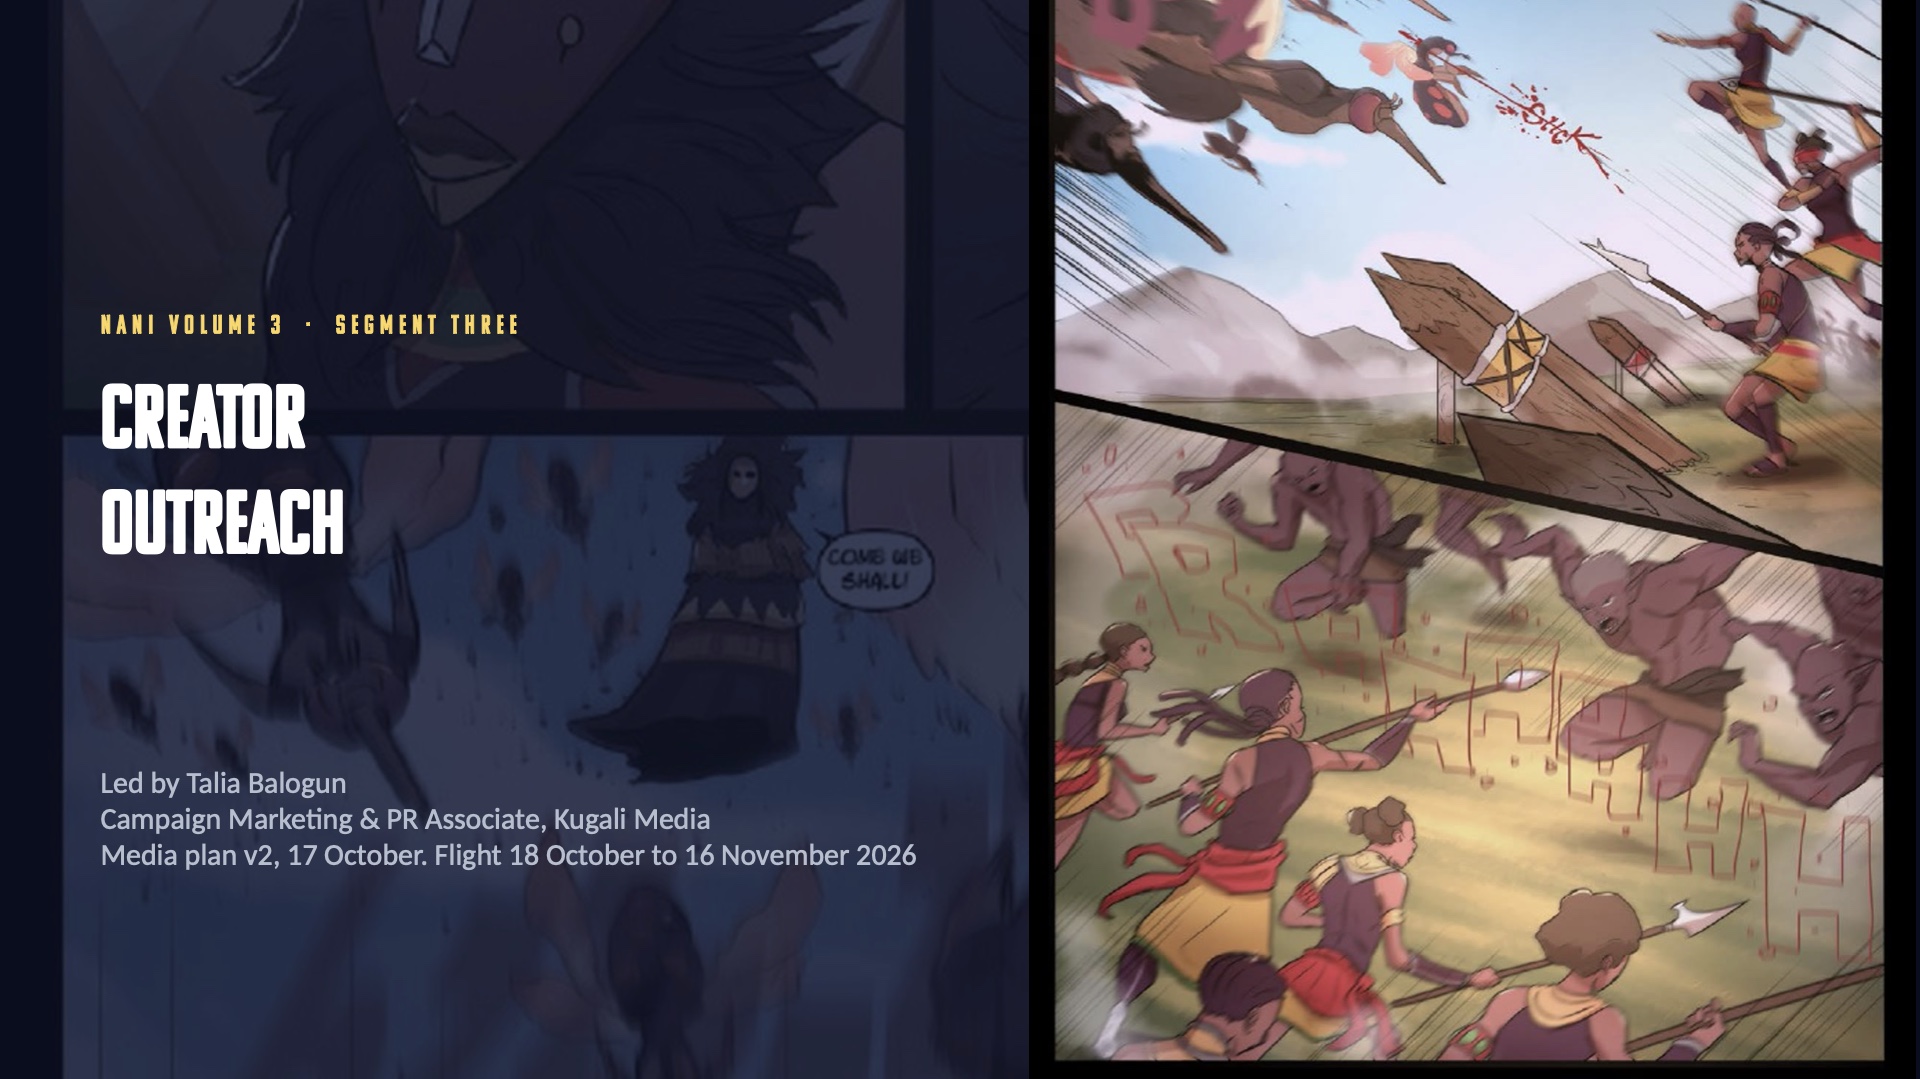 NANI VOLUME 3 · SEGMENT THREE
CREATOR
OUTREACH
COME WE
SHALL!
Led by Talia Balogun
Campaign Marketing & PR Associate, Kugali Media
Media plan v2, 17 October. Flight 18 October to 16 November 2026